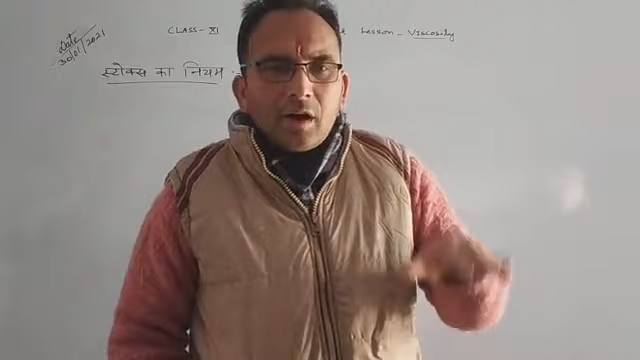 Date
30/01/2021
CLASS-XI Lesson - Viscosity
स्टोक्स का नियम :-